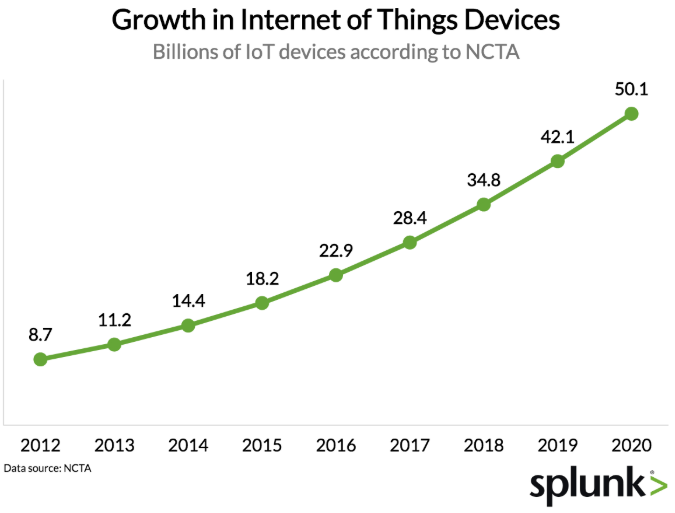 Growth in Internet of Things Devices
Billions of IoT devices according to NCTA
50.1
42.1
34.8
28.4
22.9
18.2
14.4
11.2
8.7
2012 2013 2014 2015 2016 2017 2018 2019 2020
Data source: NCTA
splunk>